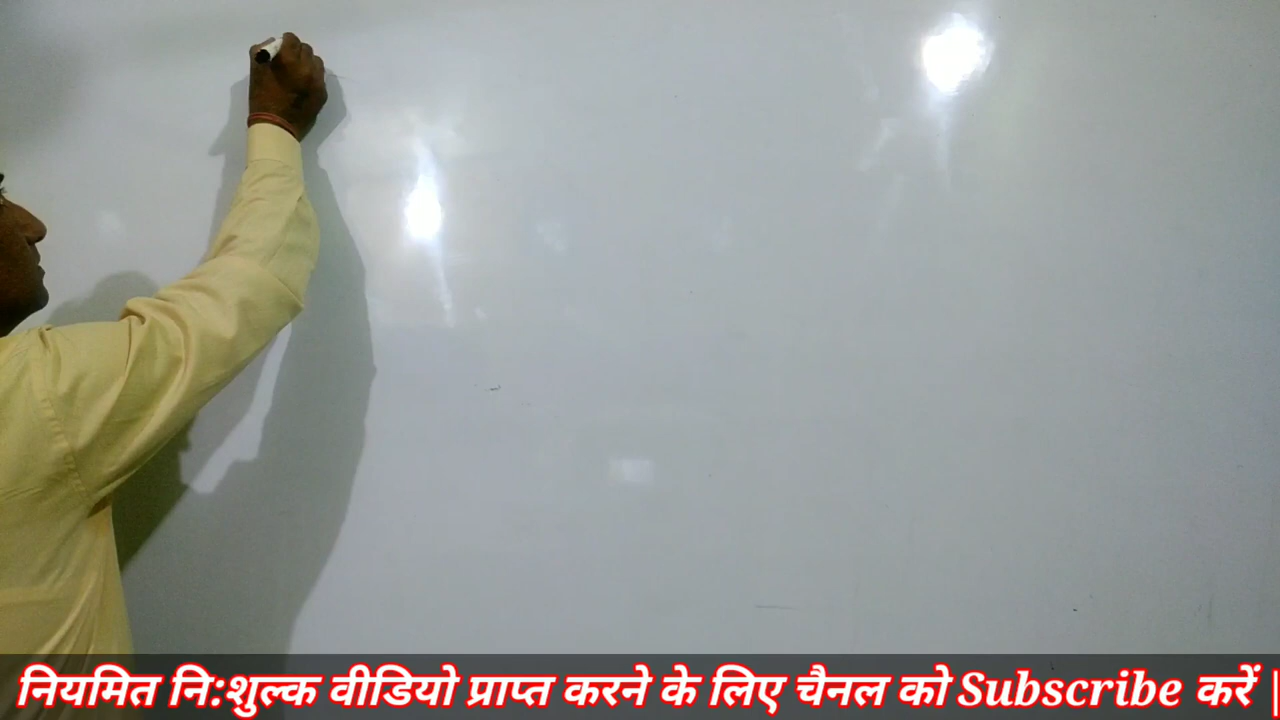 नियमित नि:शुल्क वीडियो प्राप्त करने के लिए चैनल को Subscribe करें |